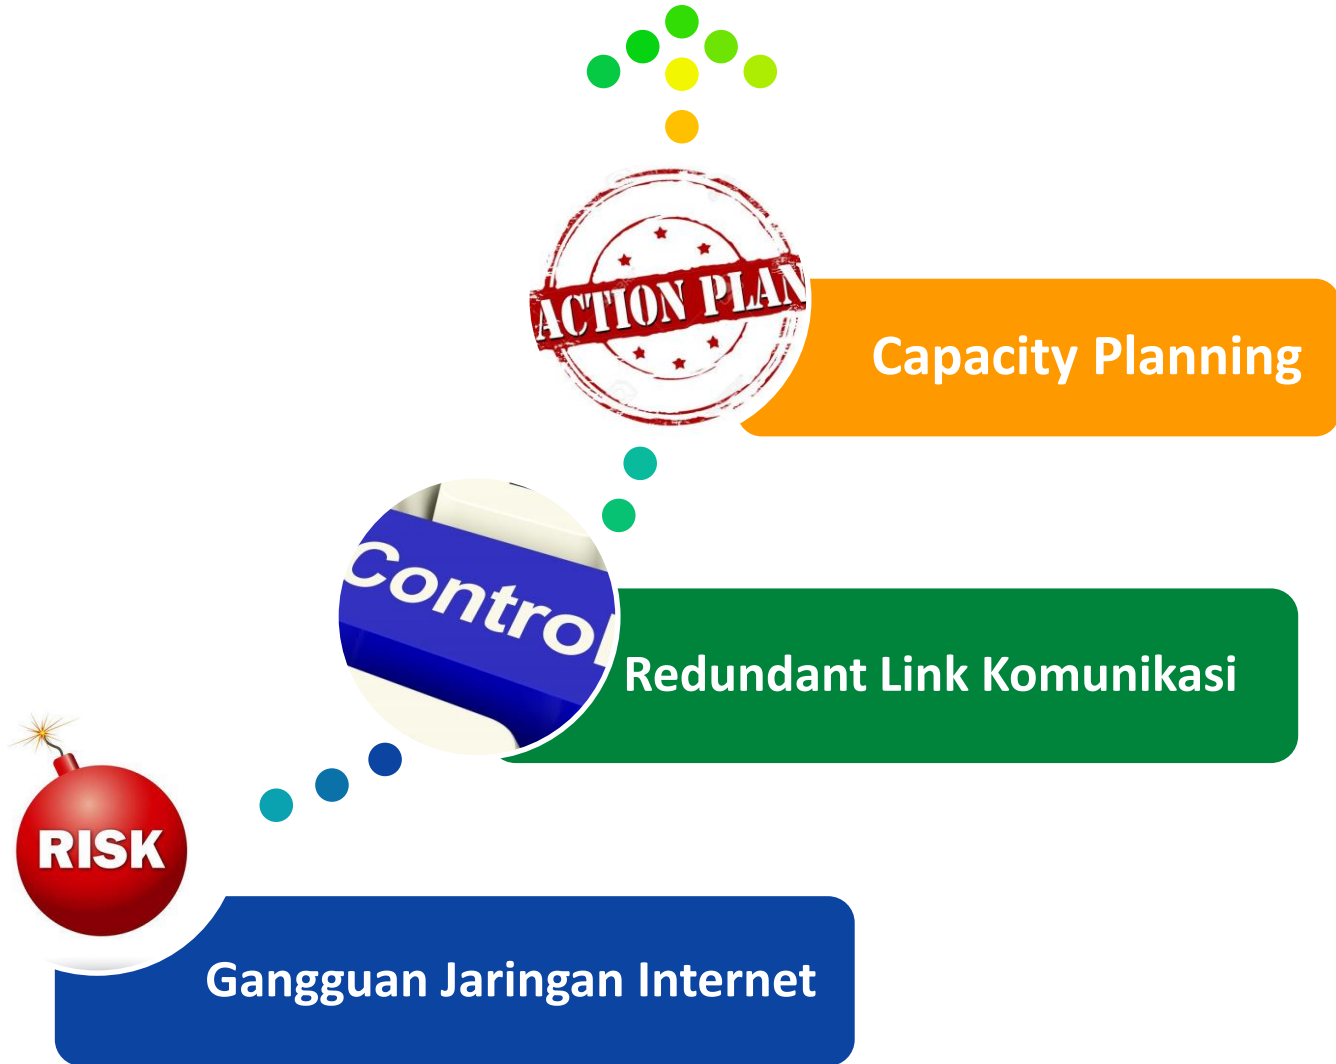 ACTION PLAN
Capacity Planning
Control
Redundant Link Komunikasi
RISK
Gangguan Jaringan Internet